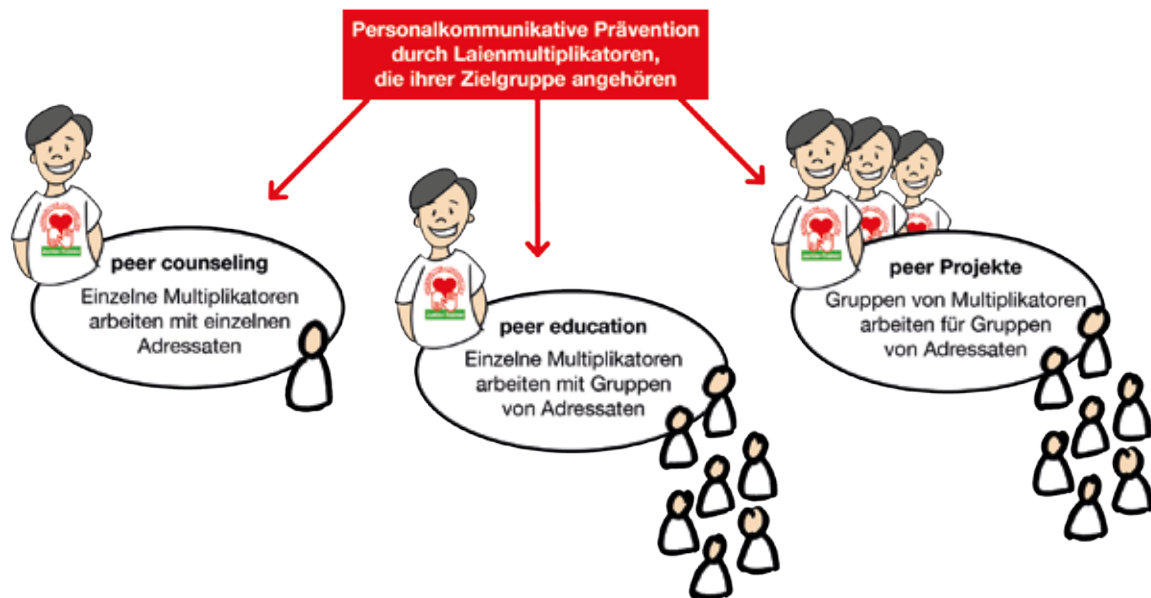 Personalkommunikative Prävention
durch Laienmultiplikatoren,
die ihrer Zielgruppe angehören
peer counseling
Einzelne Multiplikatoren
arbeiten mit einzelnen
Adressaten
peer education
Einzelne Multiplikatoren
arbeiten mit Gruppen
von Adressaten
peer Projekte
Gruppen von Multiplikatoren
arbeiten für Gruppen
von Adressaten